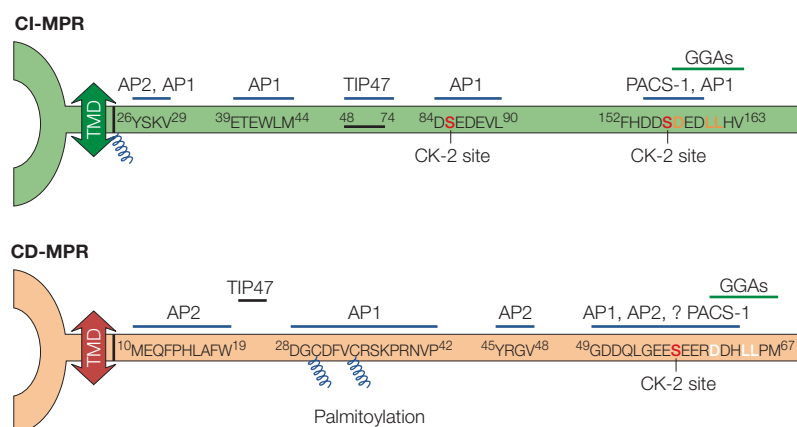 CI-MPR
GGAs
AP2, AP1 AP1 TIP47 AP1 PACS-1, AP1
TMD 26YSKV29 39ETEWLM44 48 74 84DSEDEVL90 152FHDDSDEDLLHV163
CK-2 site CK-2 site
CD-MPR
TIP47 GGAs
AP2 AP1 AP2 AP1, AP2, ? PACS-1
TMD 10MEQFPHLAFW19 28DGCDFVCRSKPRNVP42 45YRGV48 49GDDQLGEESEERDDHLLPM67
CK-2 site
Palmitoylation